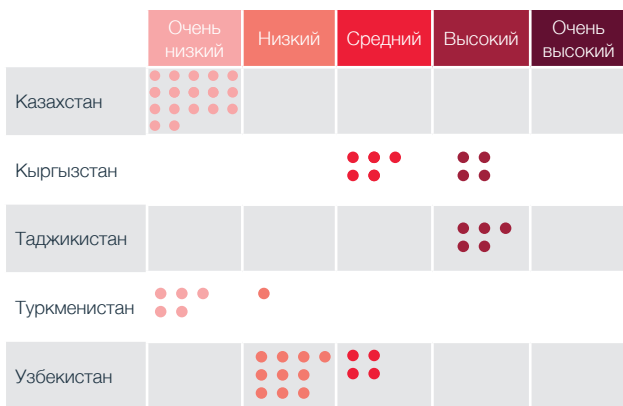 Очень
низкий
Низкий
Средний
Высокий
Очень
высокий
Казахстан
Кыргызстан
Таджикистан
Туркменистан
Узбекистан